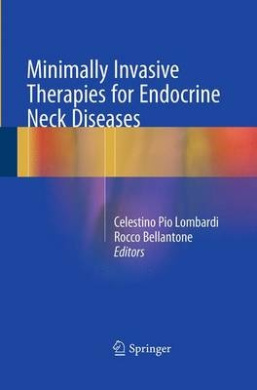 Minimally Invasive
Therapies for Endocrine
Neck Diseases
Celestino Pio Lombardi
Rocco Bellantone
Editors
Springer